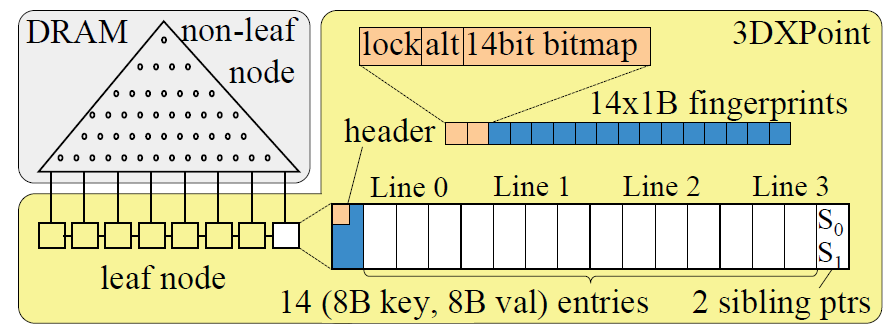 DRAM
non-leaf
node
3DXPoint
lock alt 14bit bitmap
14x1B fingerprints
header
Line 0 Line 1 Line 2 Line 3
S0
S1
leaf node
14 (8B key, 8B val) entries
2 sibling ptrs